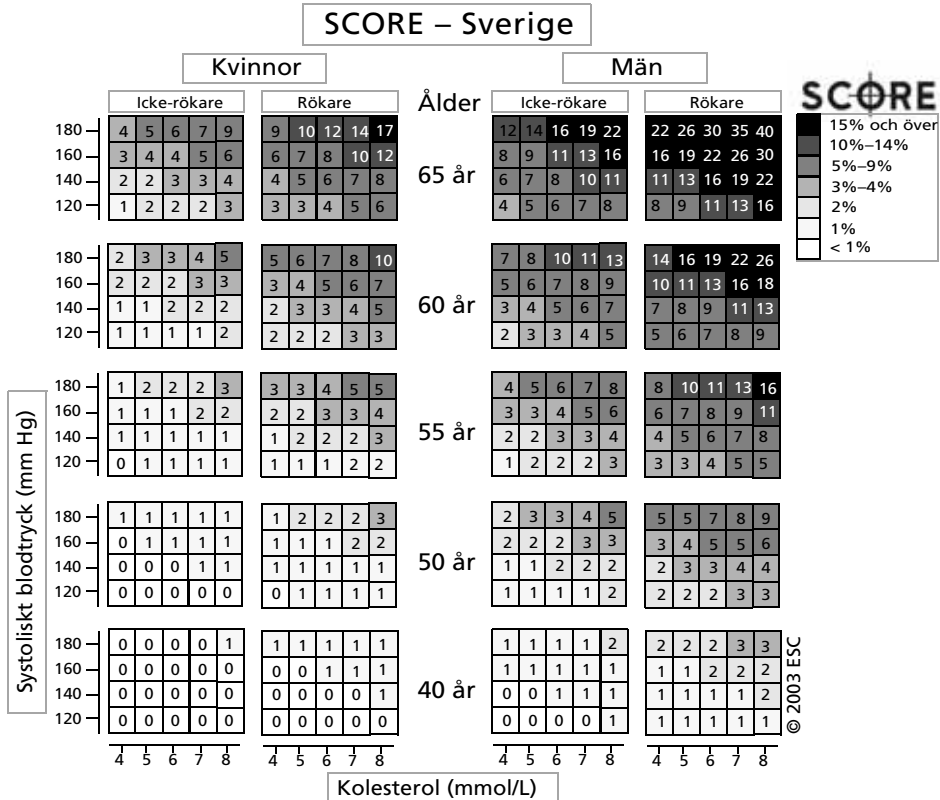 SCORE – Sverige
Kvinnor Män
Icke-rökare Rökare Ålder Icke-rökare Rökare
SCORE
15% och över
10%–14%
5%–9%
3%–4%
2%
1%
< 1%
180 4 5 6 7 9 9 10 12 14 17 12 14 16 19 22 22 26 30 35 40
160 3 4 4 5 6 6 7 8 10 12 8 9 11 13 16 16 19 22 26 30
65 år
140 2 2 3 3 4 4 5 6 7 8 6 7 8 10 11 11 13 16 19 22
120 1 2 2 2 3 3 3 4 5 6 4 5 6 7 8 8 9 11 13 16
180 2 3 3 4 5 5 6 7 8 10 7 8 10 11 13 14 16 19 22 26
160 2 2 2 3 3 3 4 5 6 7 5 6 7 8 9 10 11 13 16 18
60 år
140 1 1 2 2 2 2 3 3 4 5 3 4 5 6 7 7 8 9 11 13
120 1 1 1 1 2 2 2 2 3 3 2 3 3 4 5 5 6 7 8 9
180 1 2 2 2 3 3 3 4 5 5 4 5 6 7 8 8 10 11 13 16
160 1 1 1 2 2 2 2 3 3 4 3 3 4 5 6 6 7 8 9 11
55 år
140 1 1 1 1 1 1 2 2 2 3 2 2 3 3 4 4 5 6 7 8
120 0 1 1 1 1 1 1 1 2 2 1 2 2 2 3 3 3 4 5 5
180 1 1 1 1 1 1 2 2 2 3 2 3 3 4 5 5 5 7 8 9
160 0 1 1 1 1 1 1 1 2 2 2 2 2 3 3 3 4 5 5 6
50 år
140 0 0 0 1 1 1 1 1 1 1 1 1 2 2 2 2 3 3 4 4
120 0 0 0 0 0 0 1 1 1 1 1 1 1 1 2 2 2 2 3 3
180 0 0 0 0 1 1 1 1 1 1 1 1 1 1 2 2 2 2 3 3
160 0 0 0 0 0 0 0 1 1 1 1 1 1 1 1 1 1 2 2 2
40 år
140 0 0 0 0 0 0 0 0 0 1 0 0 1 1 1 1 1 1 1 2
120 0 0 0 0 0 0 0 0 0 0 0 0 0 0 1 1 1 1 1 1
4 5 6 7 8 4 5 6 7 8 4 5 6 7 8 4 5 6 7 8
Systoliskt blodtryck (mm Hg)
Kolesterol (mmol/L)
© 2003 ESC